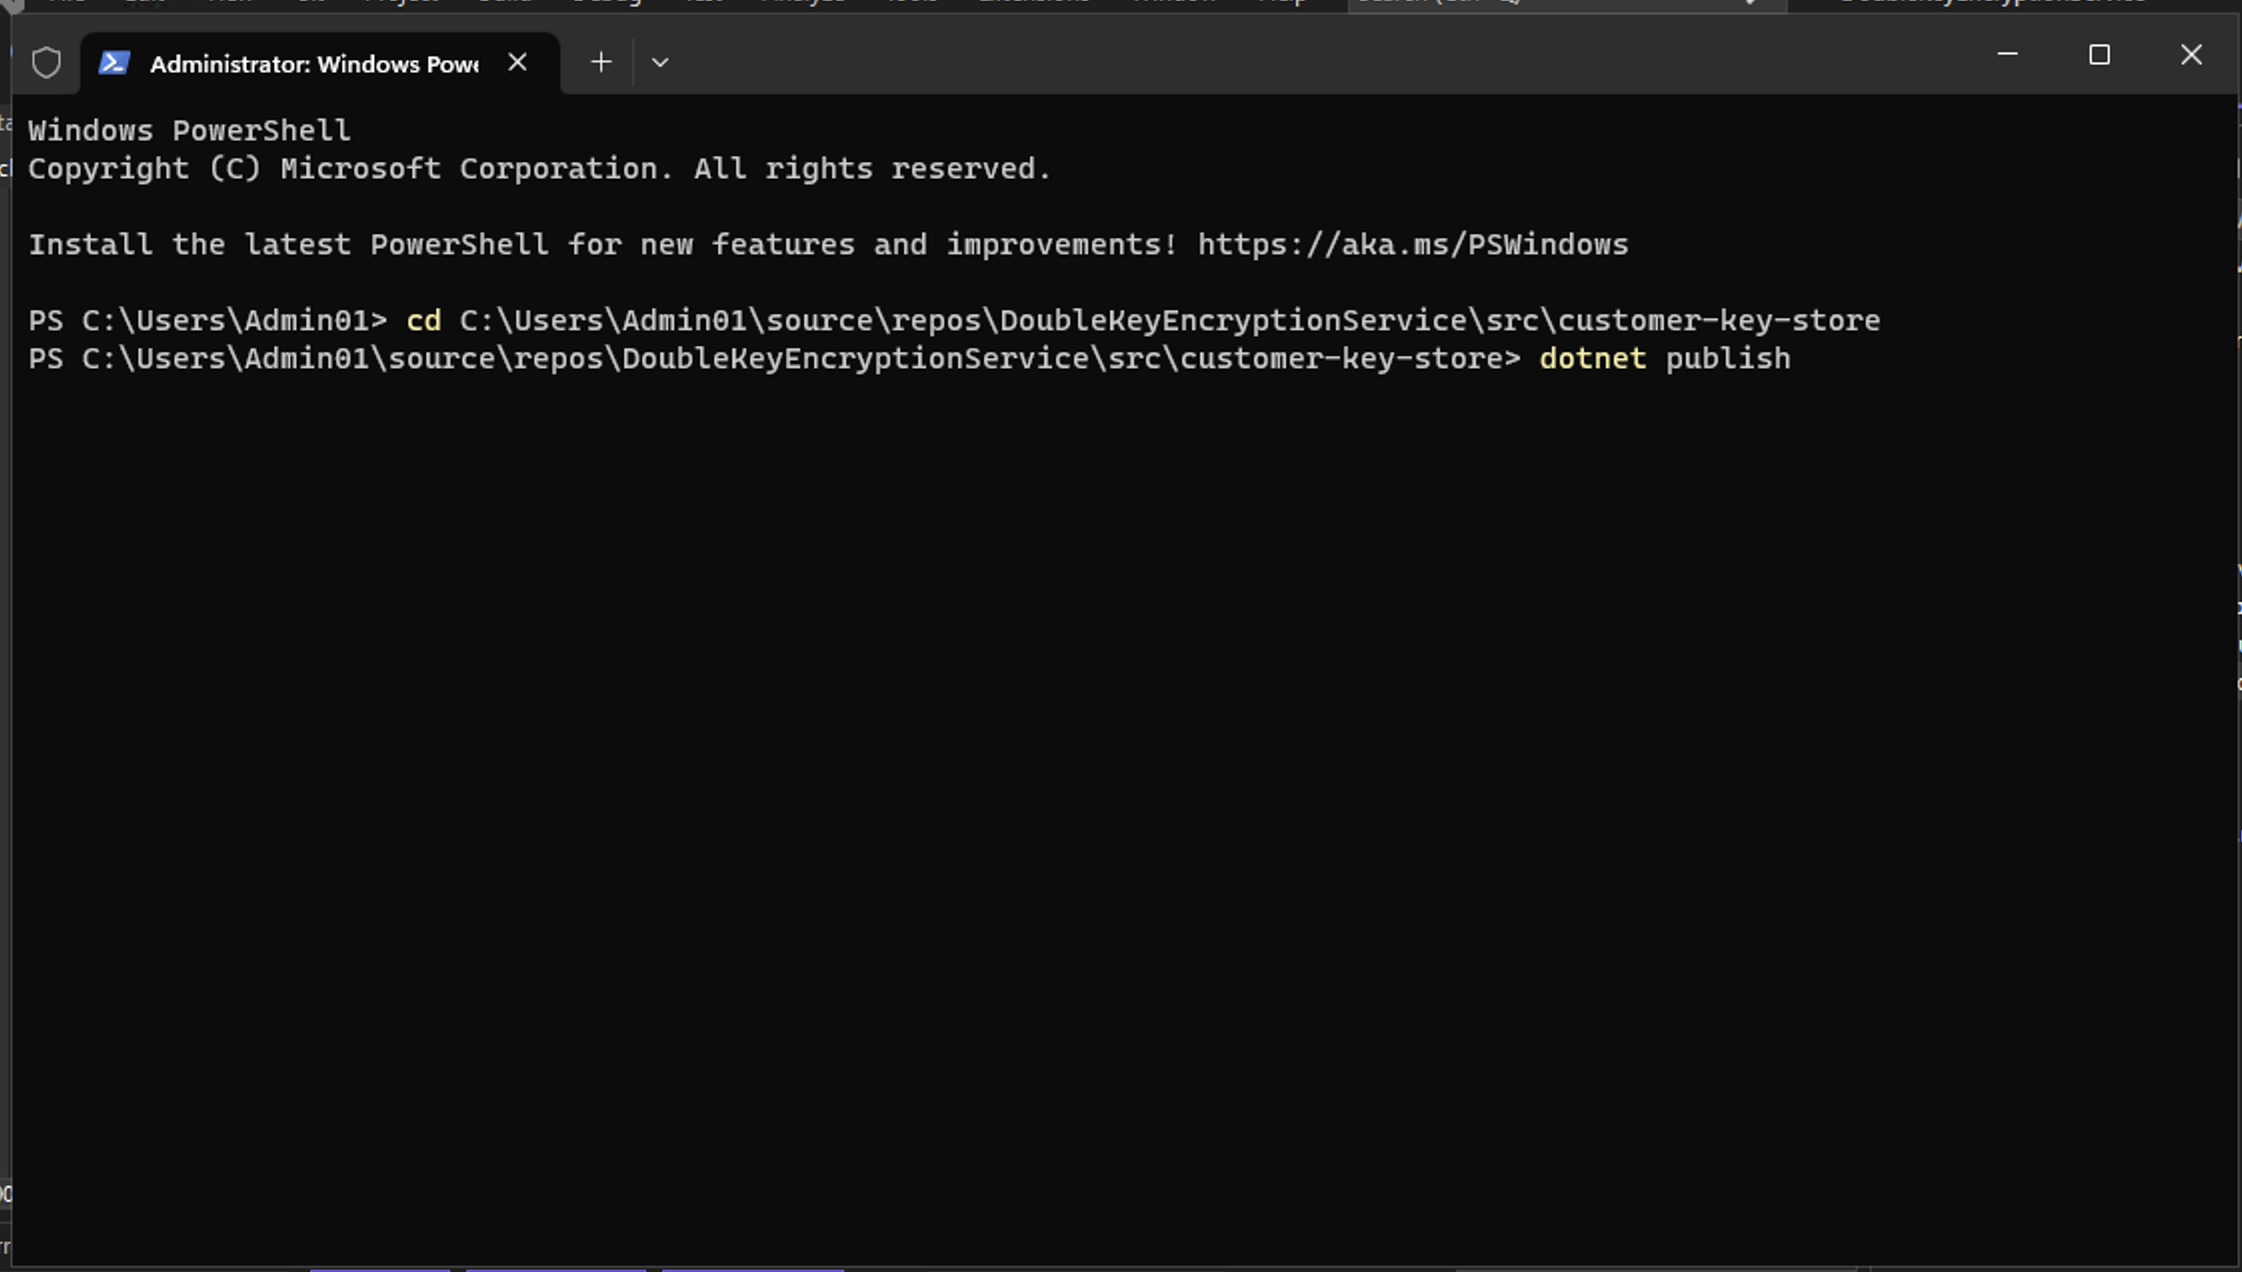 Administrator: Windows Powe
Windows PowerShell
Copyright (C) Microsoft Corporation. All rights reserved.
Install the latest PowerShell for new features and improvements! https://aka.ms/PSWindows
PS C:\Users\Admin01> cd C:\Users\Admin01\source\repos\DoubleKeyEncryptionService\src\customer-key-store
PS C:\Users\Admin01\source\repos\DoubleKeyEncryptionService\src\customer-key-store> dotnet publish